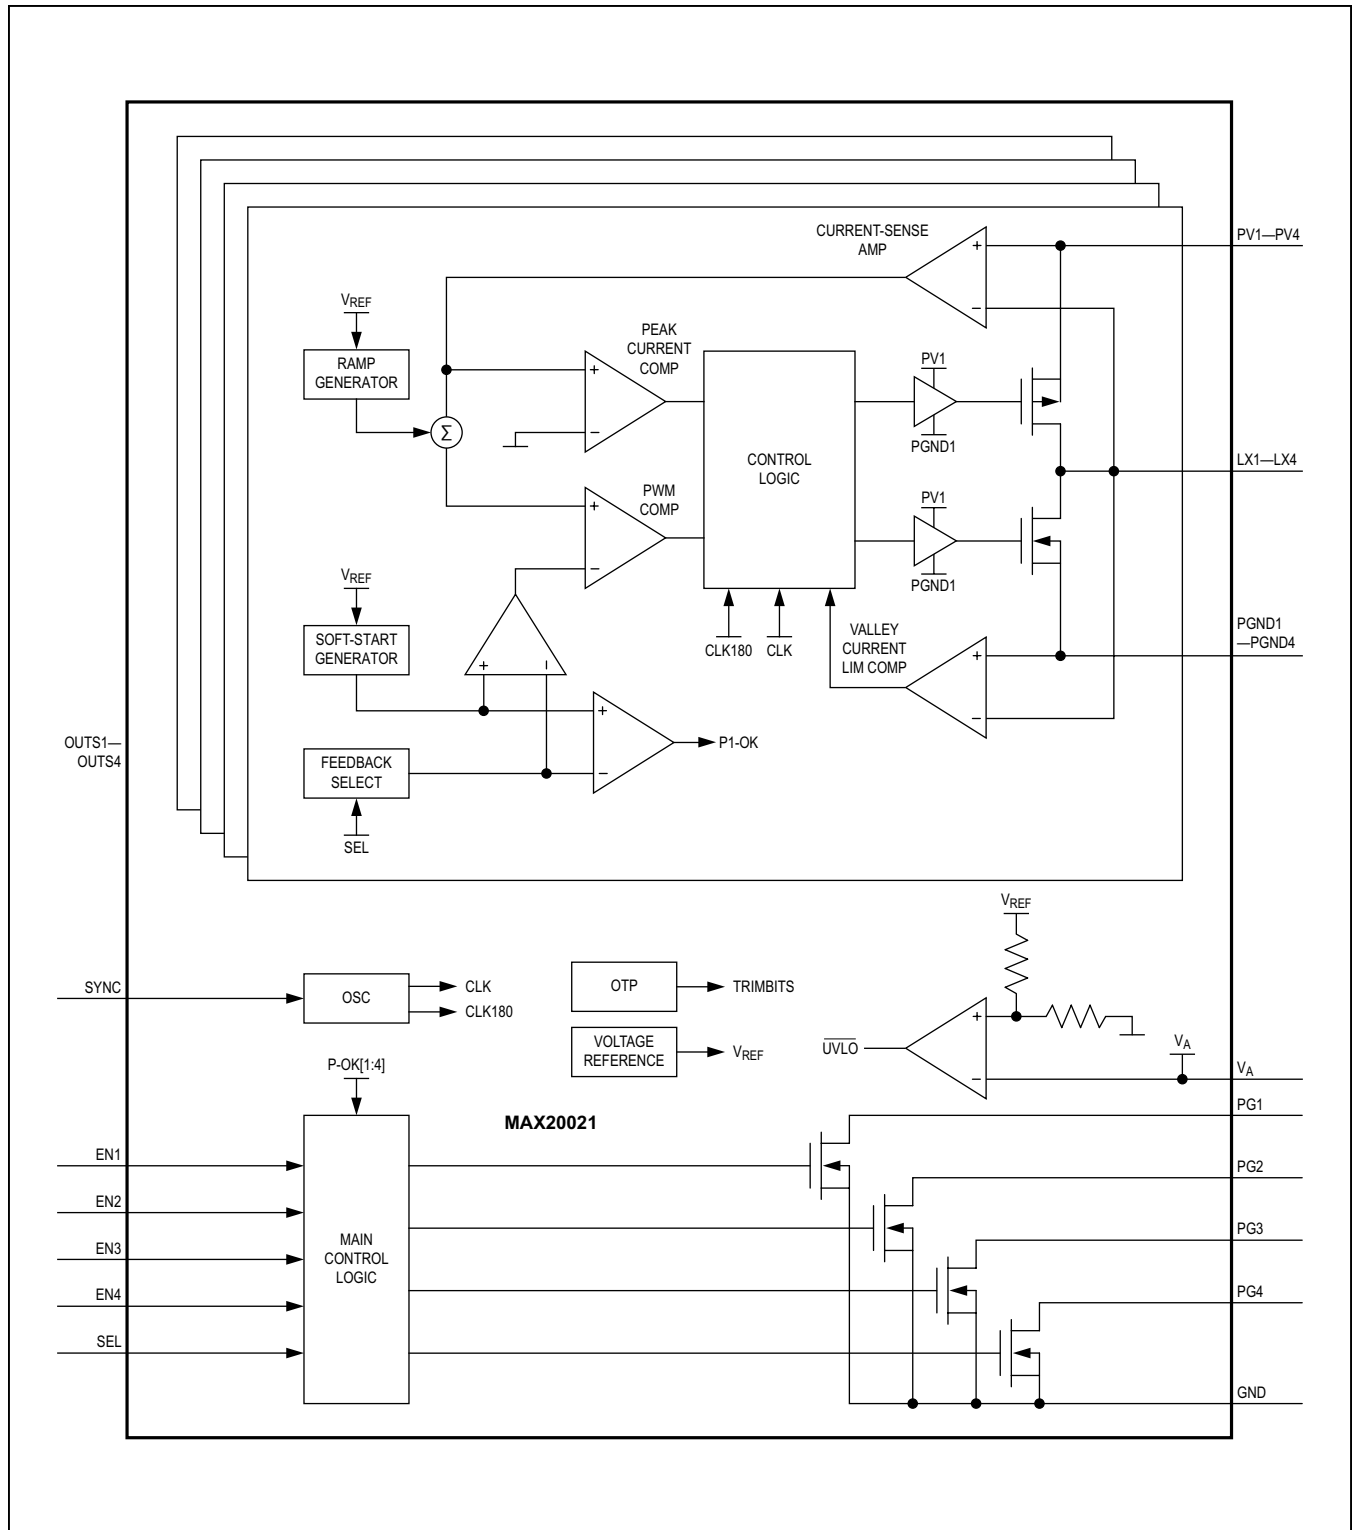 CURRENT-SENSE
AMP
+
−
PV1—PV4
VREF
RAMP
GENERATOR
Σ
PEAK
CURRENT
COMP
+
−
CONTROL
LOGIC
PV1
PGND1
LX1—LX4
PWM
COMP
+
−
PV1
PGND1
VREF
SOFT-START
GENERATOR
+
−
CLK180
CLK
VALLEY
CURRENT
LIM COMP
+
−
PGND1
—PGND4
OUTS1—
OUTS4
FEEDBACK
SELECT
SEL
+
−
P1-OK
SYNC
OSC
CLK
CLK180
OTP
TRIMBITS
VOLTAGE
REFERENCE
VREF
VREF
+
−
UVLO
VA
VA
P-OK[1:4]
MAX20021
MAIN
CONTROL
LOGIC
EN1
EN2
EN3
EN4
SEL
PG1
PG2
PG3
PG4
GND